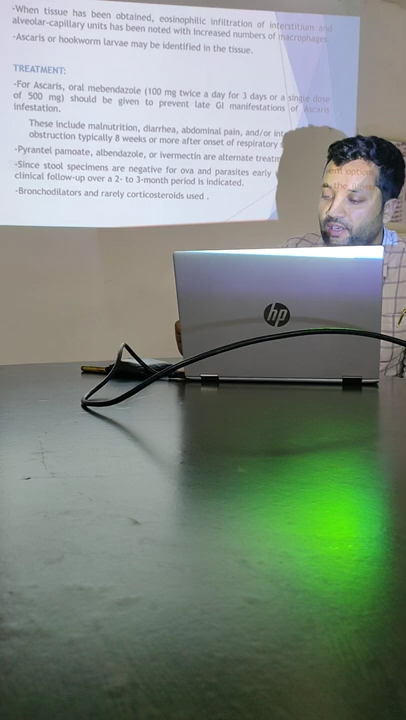 -When tissue has been obtained, eosinophilic infiltration of interstitium and
alveolar-capillary units has been noted with increased numbers of macrophages
-Ascaris or hookworm larvae may be identified in the tissue.
TREATMENT:
-For Ascaris, oral mebendazole (100 mg twice a day for 3 days or a single dose
of 500 mg) should be given to prevent late GI manifestations of Ascaris
infestation.
These include malnutrition, diarrhea, abdominal pain, and/or
obstruction typically 8 weeks or more after onset of respiratory
-Pyrantel pamoate, albendazole, or ivermectin are alternate options
-Since stool specimens are negative for ova and parasites early the
clinical follow-up over a 2- to 3-month period is indicated.
-Bronchodilators and rarely corticosteroids used .
hp